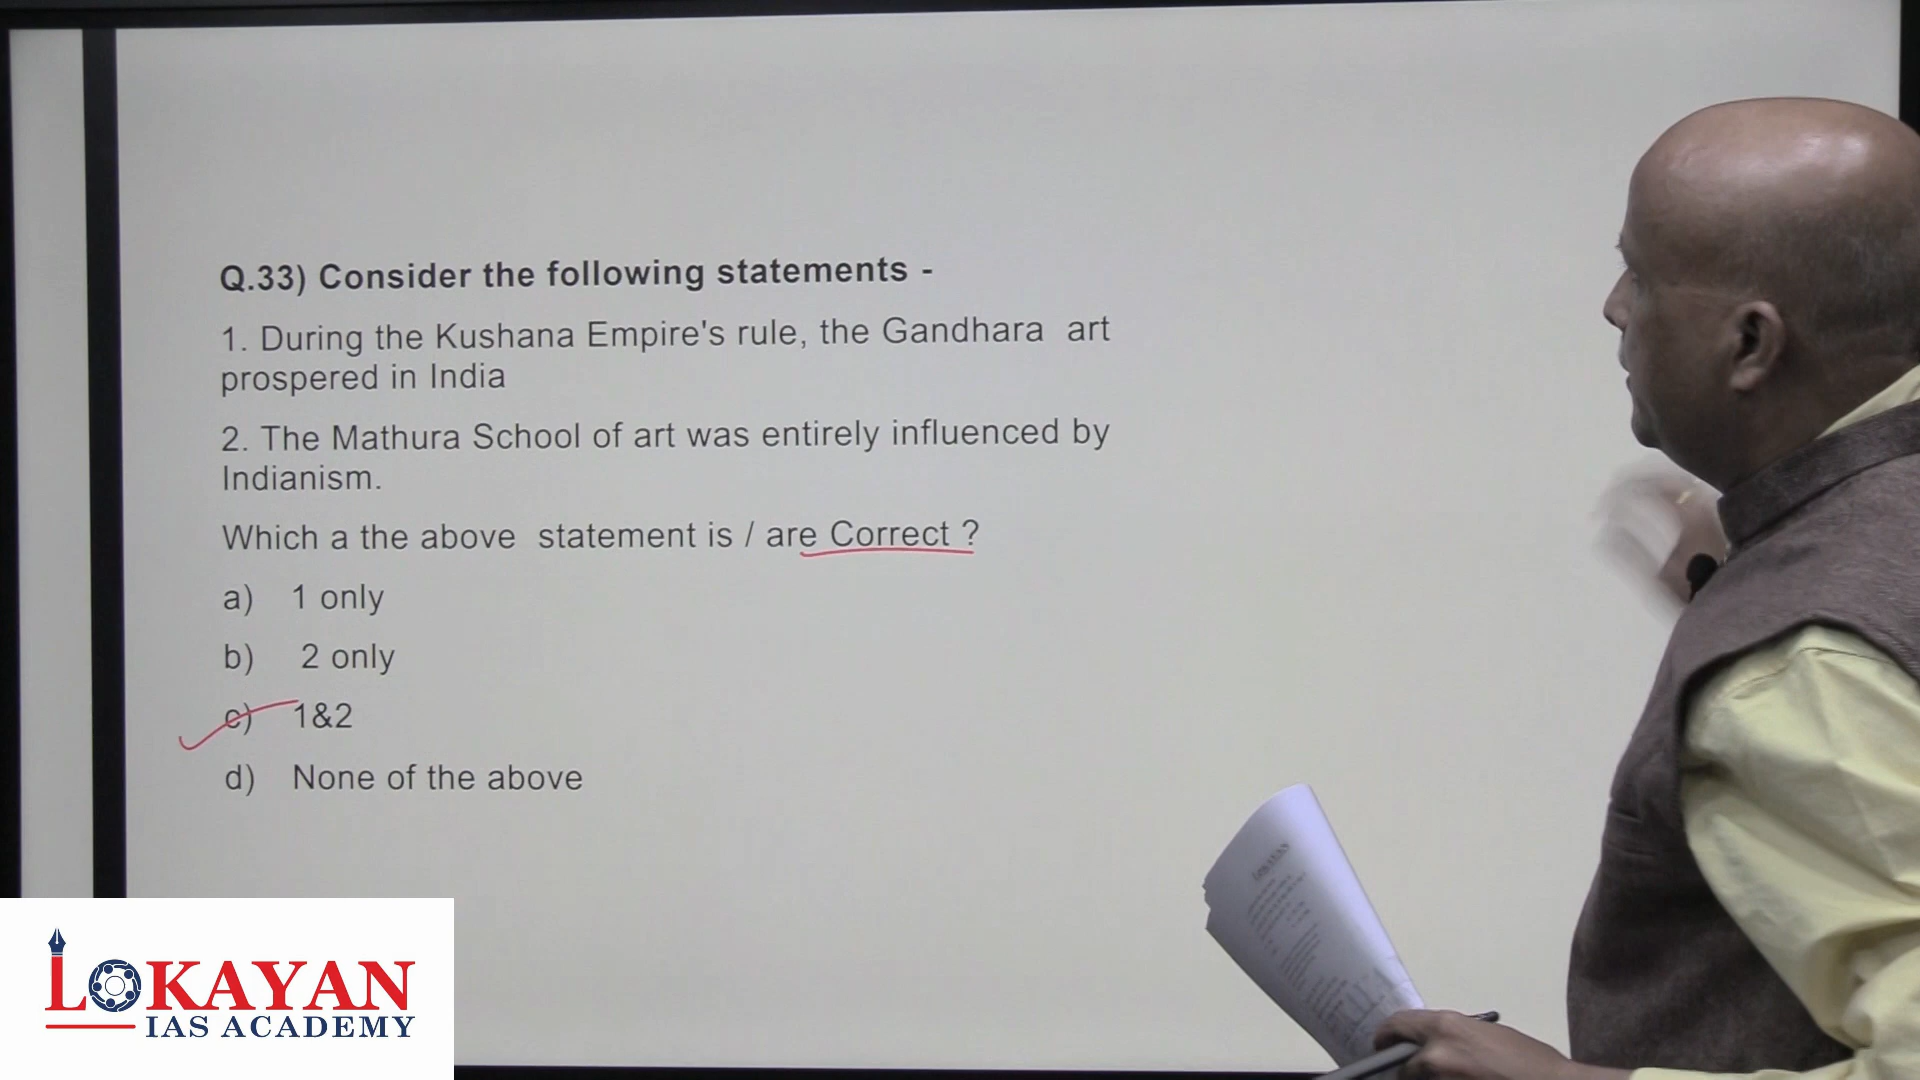 Q.33) Consider the following statements -
1. During the Kushana Empire's rule, the Gandhara art
prospered in India
2. The Mathura School of art was entirely influenced by
Indianism.
Which a the above statement is / are Correct ?
a) 1 only
b) 2 only
c) 1&2
d) None of the above
LOKAYAN
IAS ACADEMY